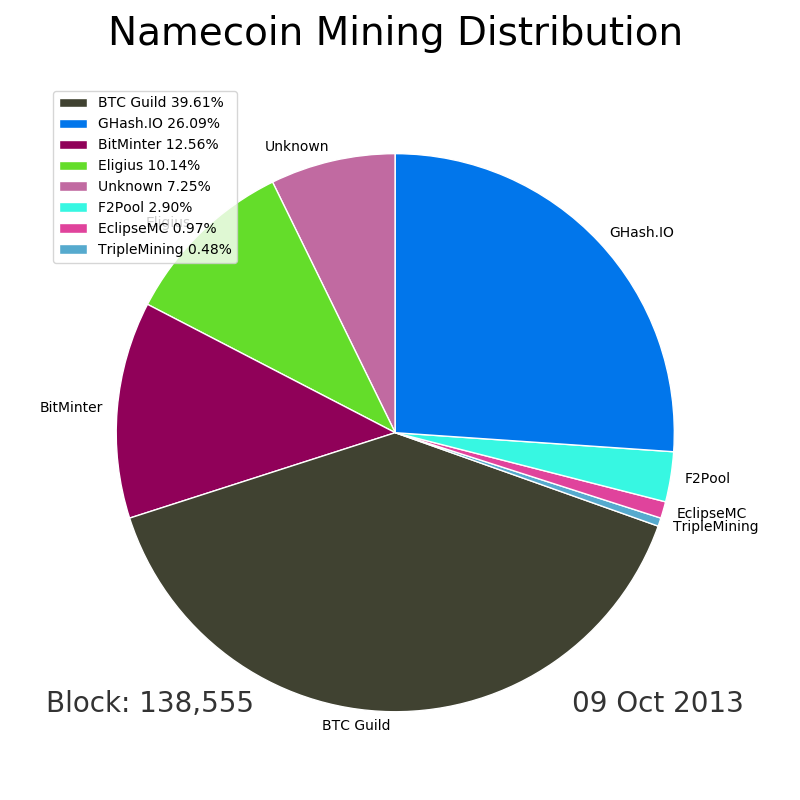 Namecoin Mining Distribution
BTC Guild 39.61%
GHash.IO 26.09%
BitMinter 12.56%
Eligius 10.14%
Unknown 7.25%
F2Pool 2.90%
EclipseMC 0.97%
TripleMining 0.48%
Unknown
GHash.IO
Eligius
BitMinter
F2Pool
EclipseMC
TripleMining
Block: 138,555
09 Oct 2013
BTC Guild